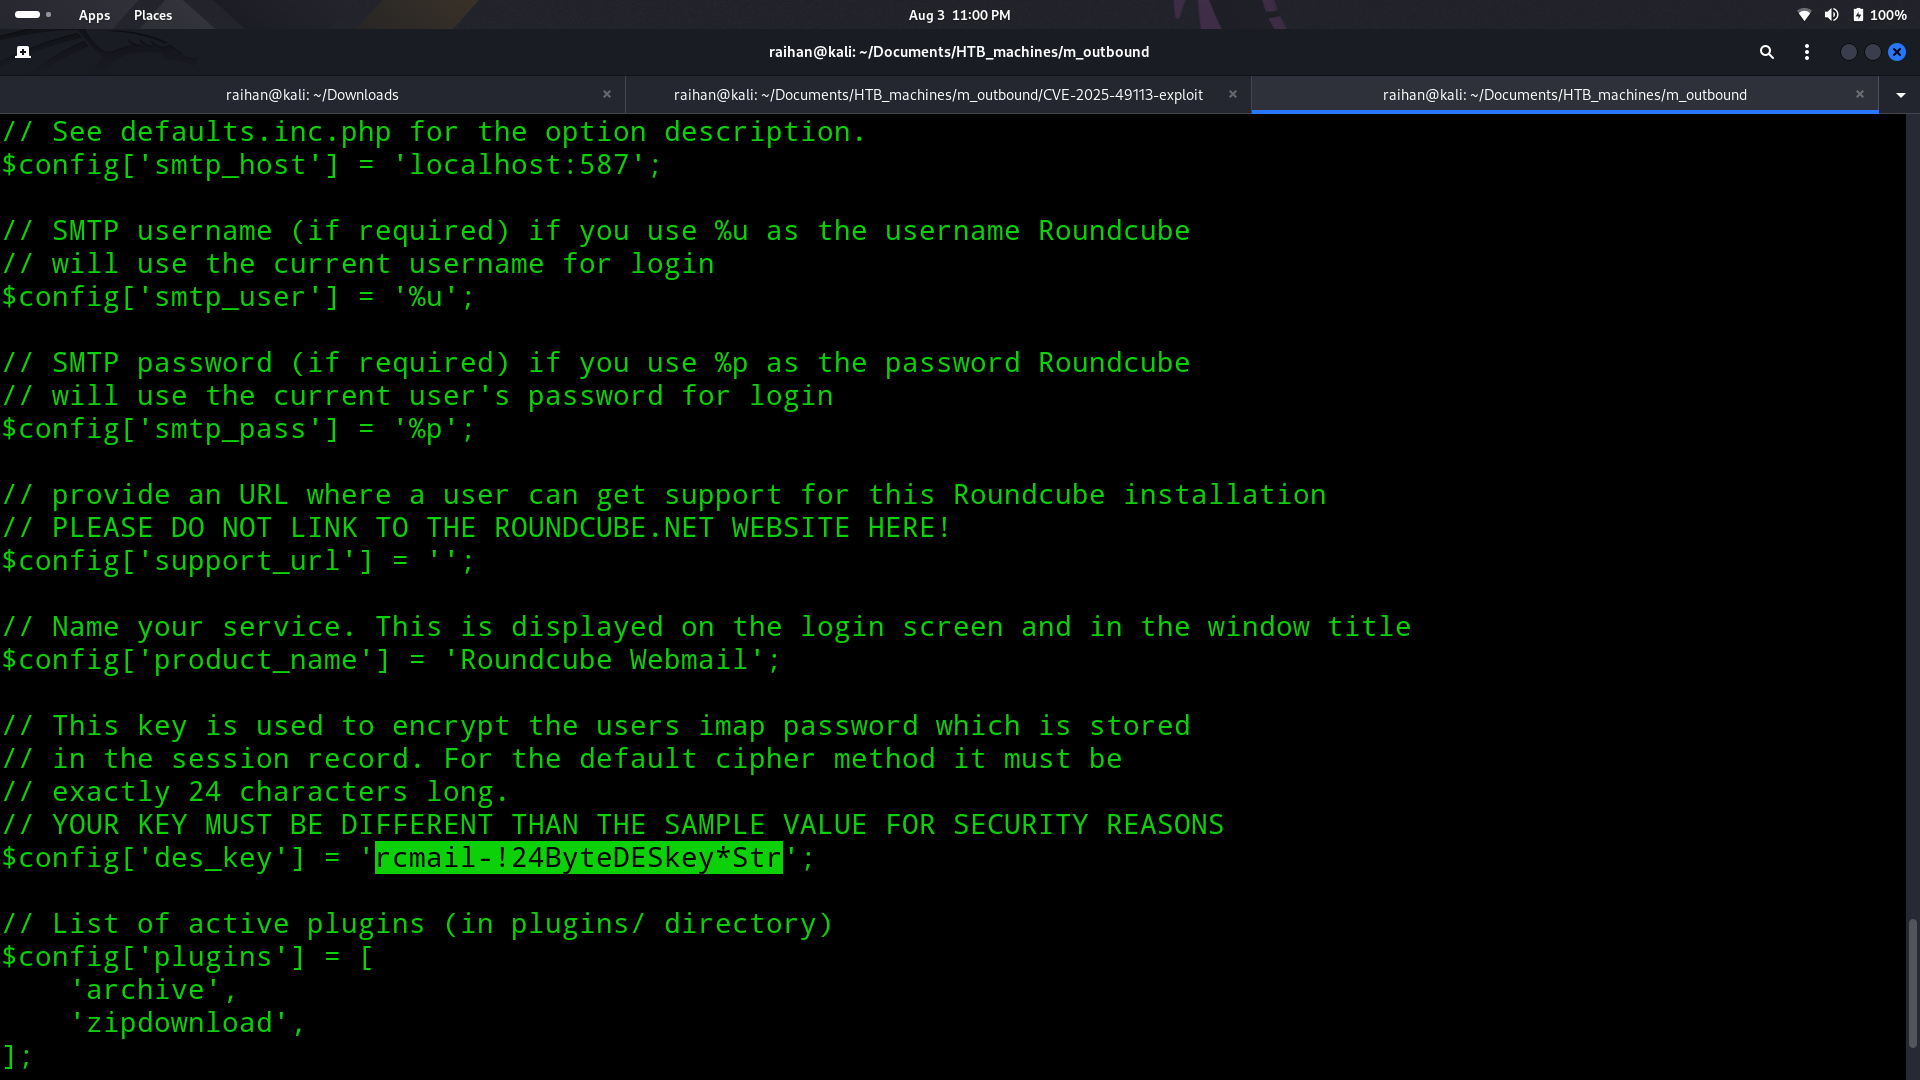 Apps Places Aug 3 11:00 PM 100%
raihan@kali: ~/Documents/HTB_machines/m_outbound
raihan@kali: ~/Downloads × raihan@kali: ~/Documents/HTB_machines/m_outbound/CVE-2025-49113-exploit × raihan@kali: ~/Documents/HTB_machines/m_outbound ×
// See defaults.inc.php for the option description.
$config['smtp_host'] = 'localhost:587';
// SMTP username (if required) if you use %u as the username Roundcube
// will use the current username for login
$config['smtp_user'] = '%u';
// SMTP password (if required) if you use %p as the password Roundcube
// will use the current user's password for login
$config['smtp_pass'] = '%p';
// provide an URL where a user can get support for this Roundcube installation
// PLEASE DO NOT LINK TO THE ROUNDCUBE.NET WEBSITE HERE!
$config['support_url'] = '';
// Name your service. This is displayed on the login screen and in the window title
$config['product_name'] = 'Roundcube Webmail';
// This key is used to encrypt the users imap password which is stored
// in the session record. For the default cipher method it must be
// exactly 24 characters long.
// YOUR KEY MUST BE DIFFERENT THAN THE SAMPLE VALUE FOR SECURITY REASONS
$config['des_key'] = 'rcmail-!24ByteDESkey*Str';
// List of active plugins (in plugins/ directory)
$config['plugins'] = [
    'archive',
    'zipdownload',
];